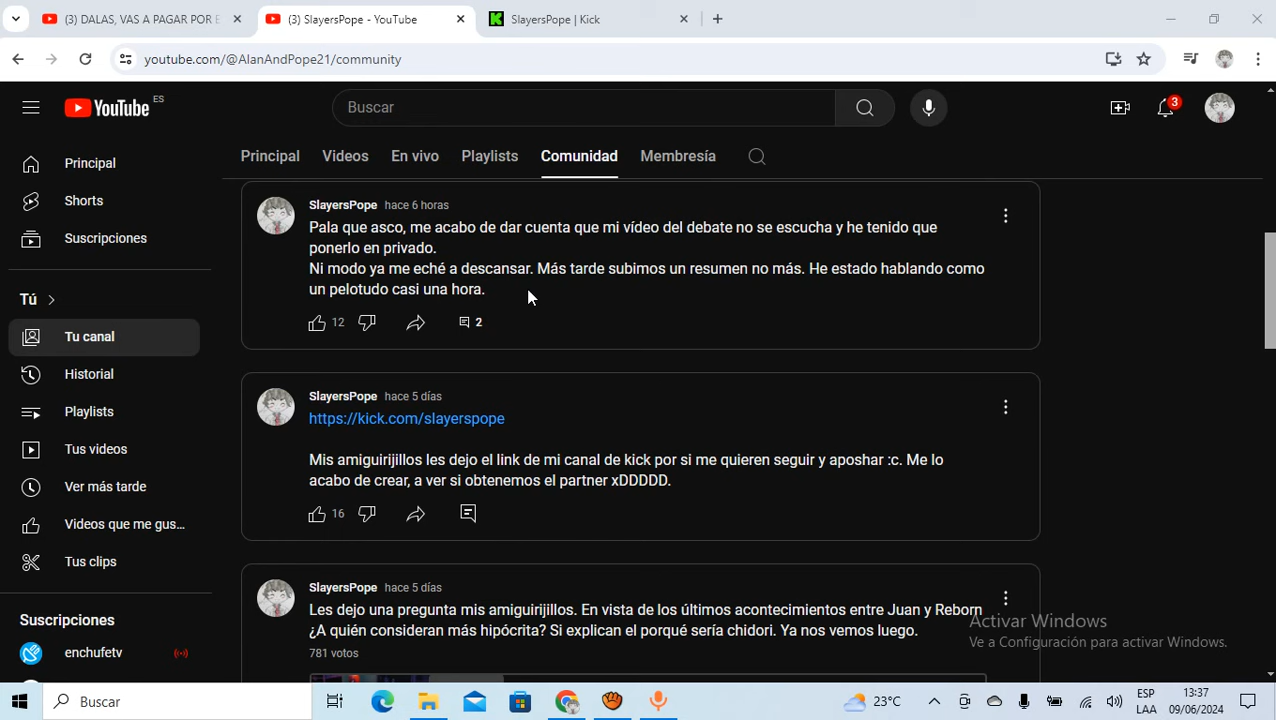 (3) DALAS, VAS A PAGAR POR E
(3) SlayersPope - YouTube
SlayersPope | Kick
youtube.com/@AlanAndPope21/community
YouTube ES
Buscar
3
Principal
Videos
En vivo
Playlists
Comunidad
Membresía
Principal
Shorts
Suscripciones
Tú
Tu canal
Historial
Playlists
Tus videos
Ver más tarde
Videos que me gus...
Tus clips
Suscripciones
enchufetv
SlayersPope hace 6 horas
Pala que asco, me acabo de dar cuenta que mi vídeo del debate no se escucha y he tenido que
ponerlo en privado.
Ni modo ya me eché a descansar. Más tarde subimos un resumen no más. He estado hablando como
un pelotudo casi una hora.
12
2
SlayersPope hace 5 días
https://kick.com/slayerspope
Mis amiguirijillos les dejo el link de mi canal de kick por si me quieren seguir y aposhar :c. Me lo
acabo de crear, a ver si obtenemos el partner xDDDDD.
16
SlayersPope hace 5 días
Les dejo una pregunta mis amiguirijillos. En vista de los últimos acontecimientos entre Juan y Reborn
¿A quién consideran más hipócrita? Si explican el porqué sería chidori. Ya nos vemos luego.
781 votos
Activar Windows
Ve a Configuración para activar Windows.
Buscar
23°C
ESP
LAA
13:37
09/06/2024